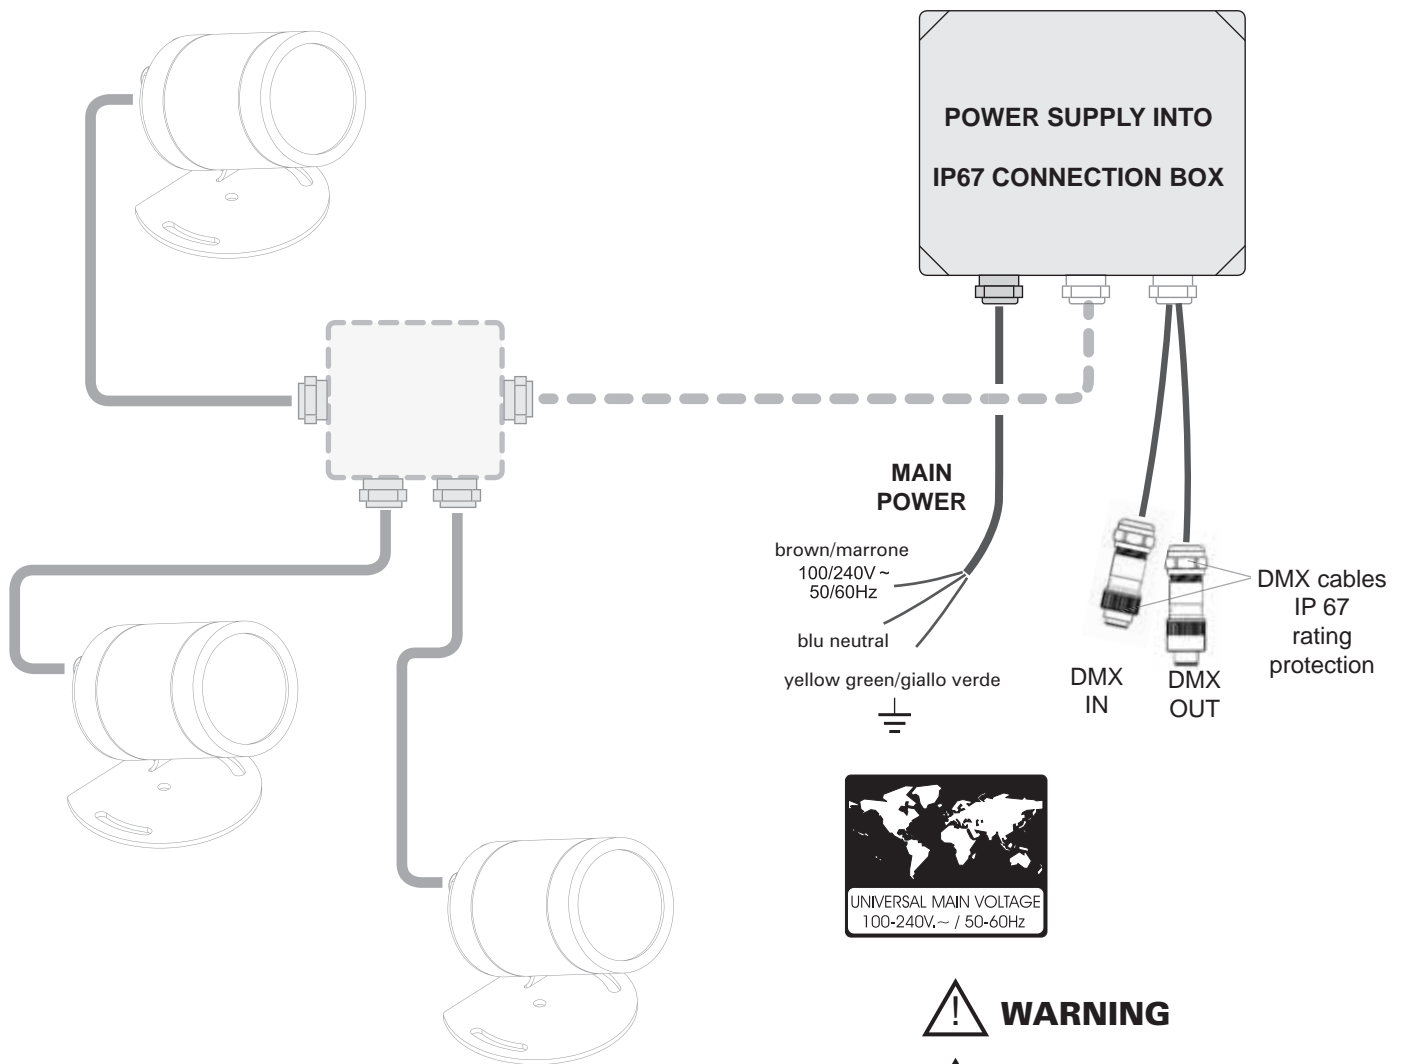 POWER SUPPLY INTO
IP67 CONNECTION BOX
MAIN
POWER
brown/marrone
100/240V ~
50/60Hz
blu neutral
yellow green/giallo verde
DMX
IN
DMX
OUT
DMX cables
IP 67
rating
protection
UNIVERSAL MAIN VOLTAGE
100-240V.~ / 50-60Hz
! WARNING